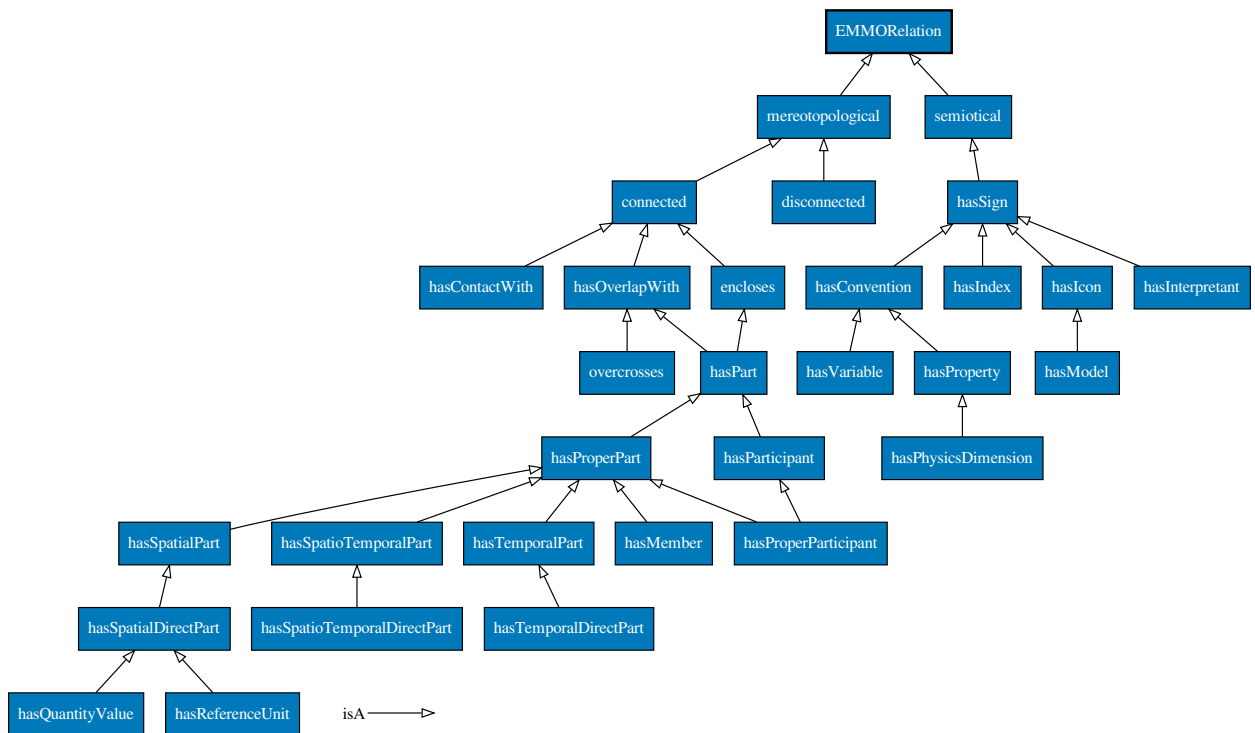 EMMORelation
mereotopological
semiotical
connected
disconnected
hasSign
hasContactWith
hasOverlapWith
encloses
hasConvention
hasIndex
hasIcon
hasInterpretant
overcrosses
hasPart
hasVariable
hasProperty
hasModel
hasProperPart
hasParticipant
hasPhysicsDimension
hasSpatialPart
hasSpatioTemporalPart
hasTemporalPart
hasMember
hasProperParticipant
hasSpatialDirectPart
hasSpatioTemporalDirectPart
hasTemporalDirectPart
hasQuantityValue
hasReferenceUnit
isA